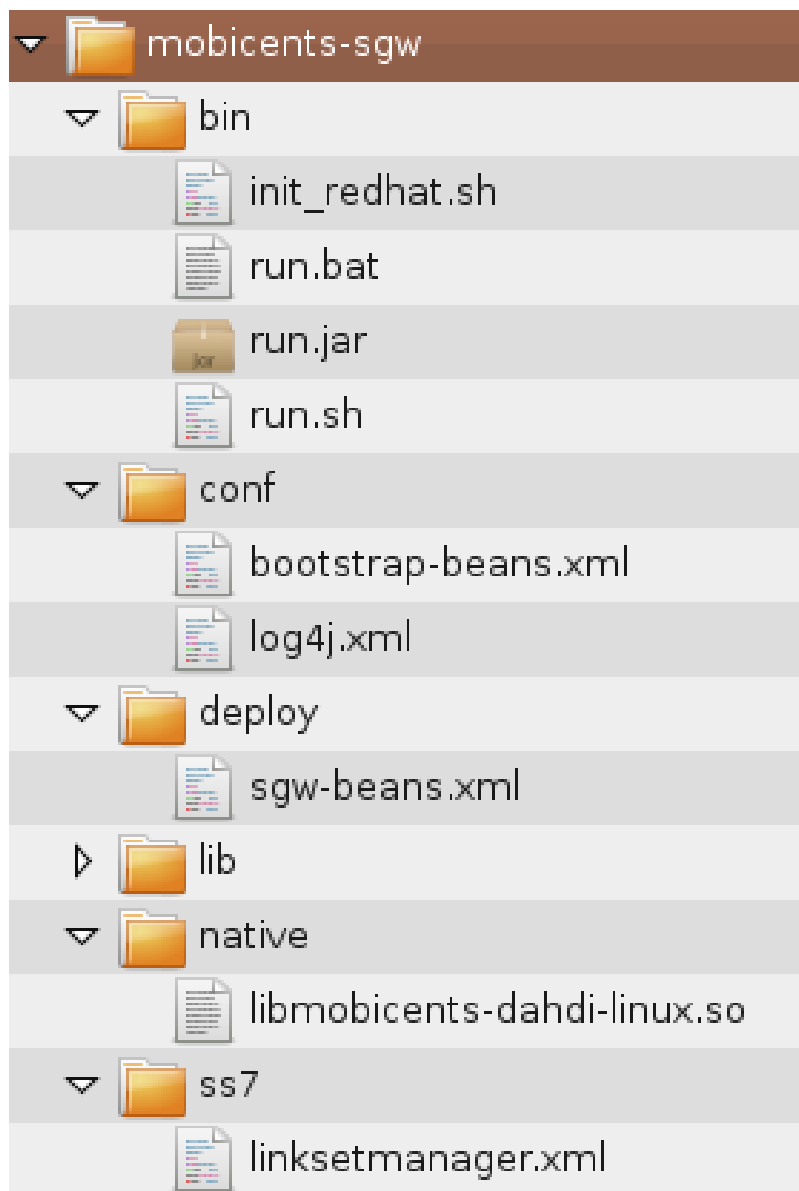 mobicents-sgw
bin
init_redhat.sh
run.bat
jar
run.jar
run.sh
conf
bootstrap-beans.xml
log4j.xml
deploy
sgw-beans.xml
lib
native
libmobicents-dahdi-linux.so
ss7
linksetmanager.xml